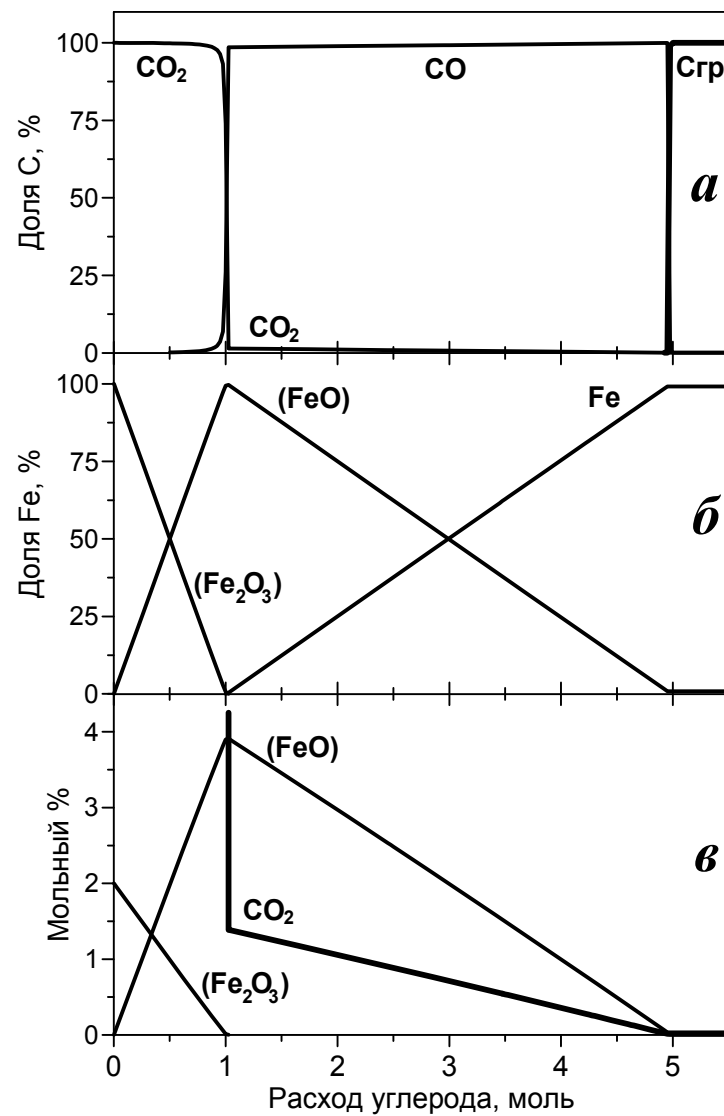 100
CO₂
CO
Cгр
75
50
а
25
CO₂
0
Доля C, %
100
(FeO)
Fe
75
50
б
(Fe₂O₃)
25
0
Доля Fe, %
4
(FeO)
3
в
2
CO₂
1
(Fe₂O₃)
0
Мольный %
0 1 2 3 4 5
Расход углерода, моль